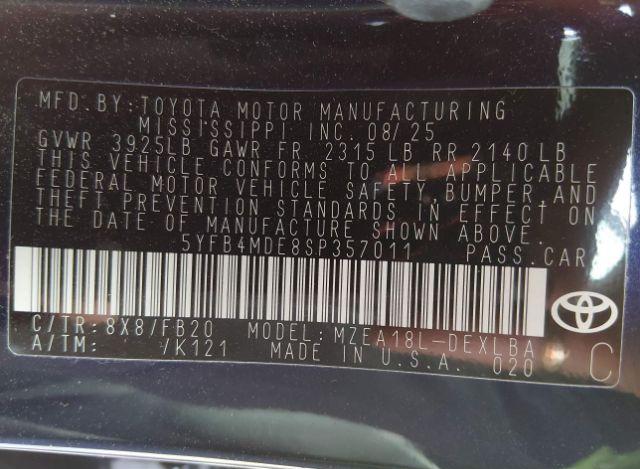 MFD BY: TOYOTA MOTOR MANUFACTURING
MISSISSIPPI INC. 08/25
GVWR 3925LB GAWR FR 2315 LB RR 2140 LB
THIS VEHICLE CONFORMS TO ALL APPLICABLE
FEDERAL MOTOR VEHICLE SAFETY, BUMPER, AND
THEFT PREVENTION STANDARDS IN EFFECT ON
THE DATE OF MANUFACTURE SHOWN ABOVE.
5YFB4MDE8SP357011 PASS.CAR
C/TR: 8X8/FB20 MODEL: MZEA18L-DEXLBA
A/TM: /K121 MADE IN U.S.A. 020 C